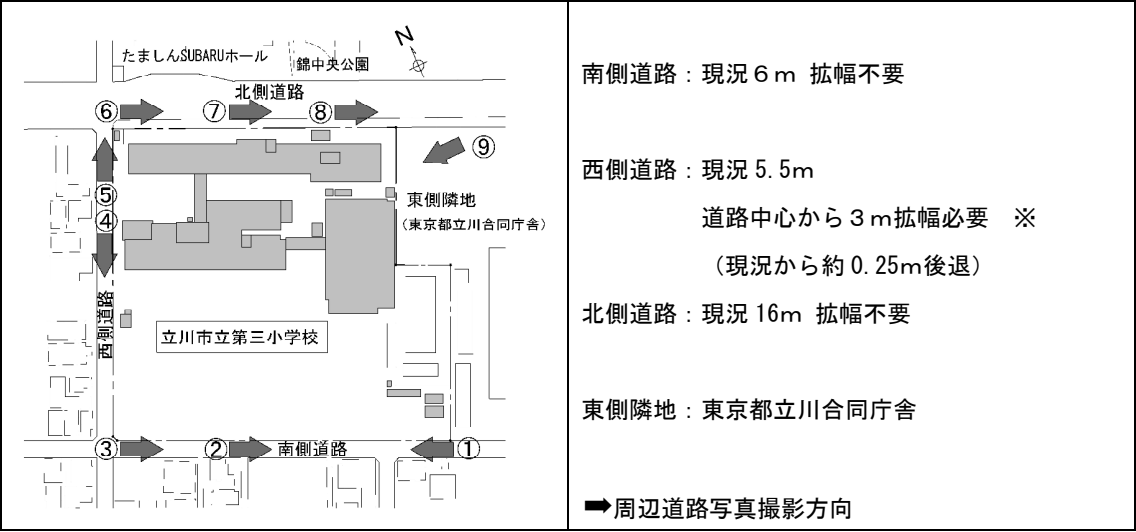 N
たましんSUBARUホール
錦中央公園
北側道路
⑥
⑦
⑧
⑨
⑤
④
東側隣地
（東京都立川合同庁舎）
西側道路
立川市立第三小学校
③
②
南側道路
①
南側道路：現況６ｍ 拡幅不要
西側道路：現況 5.5ｍ
道路中心から３ｍ拡幅必要　※
（現況から約 0.25ｍ後退）
北側道路：現況 16ｍ 拡幅不要
東側隣地：東京都立川合同庁舎
➡周辺道路写真撮影方向